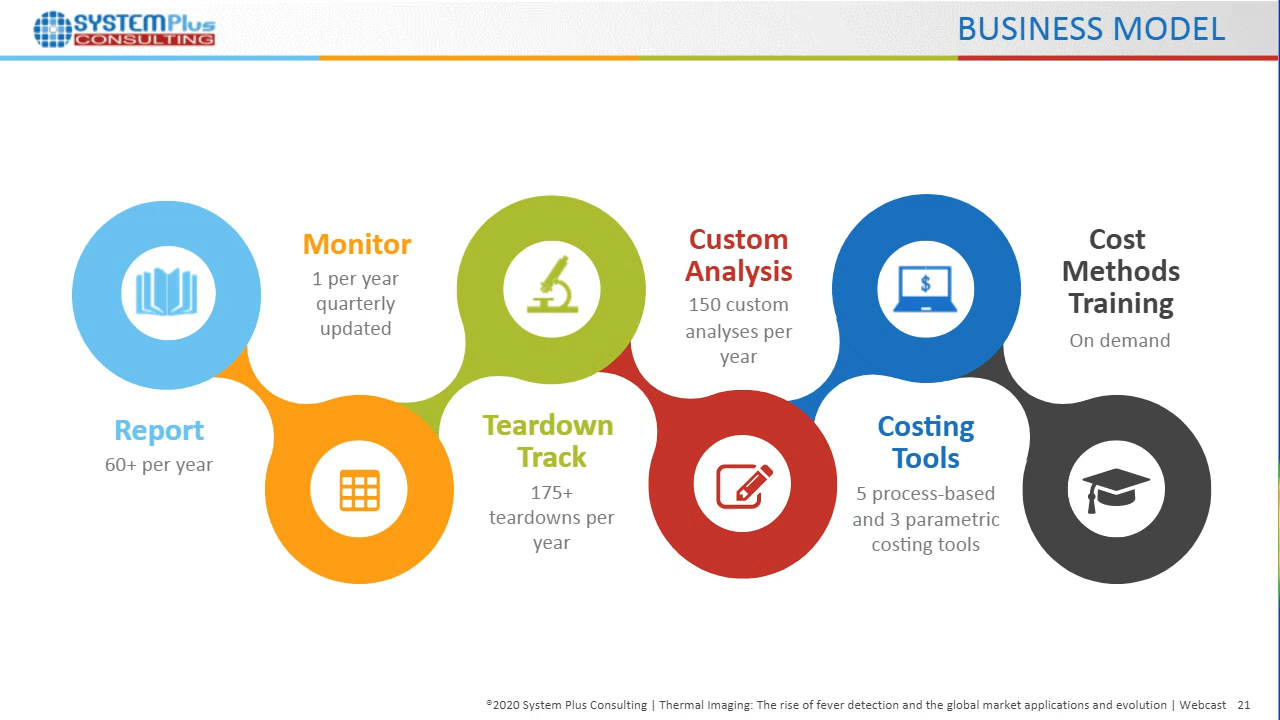 SYSTEMPlus
CONSULTING
BUSINESS MODEL
Report
60+ per year
Monitor
1 per year
quarterly
updated
Teardown
Track
175+
teardowns per
year
Custom
Analysis
150 custom
analyses per
year
$
Costing
Tools
5 process-based
and 3 parametric
costing tools
Cost
Methods
Training
On demand
©2020 System Plus Consulting | Thermal Imaging: The rise of fever detection and the global market applications and evolution | Webcast 21